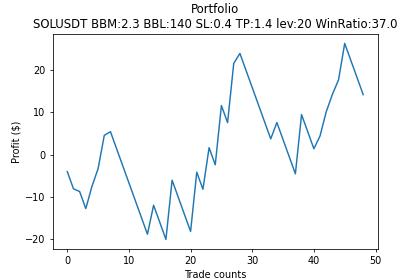 Portfolio
SOLUSDT BBM:2.3 BBL:140 SL:0.4 TP:1.4 lev:20 WinRatio:37.0
20
10
0
−10
−20
Profit ($)
0
10
20
30
40
50
Trade counts